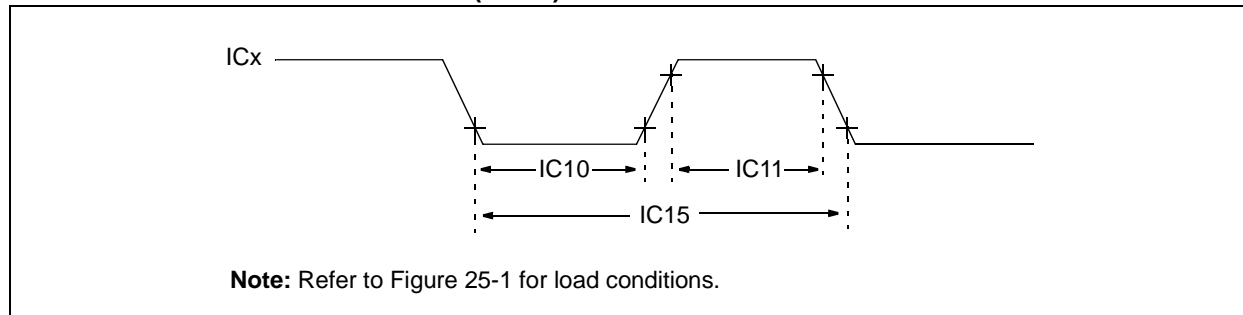 ICx
IC10
IC11
IC15
Note: Refer to Figure 25-1 for load conditions.